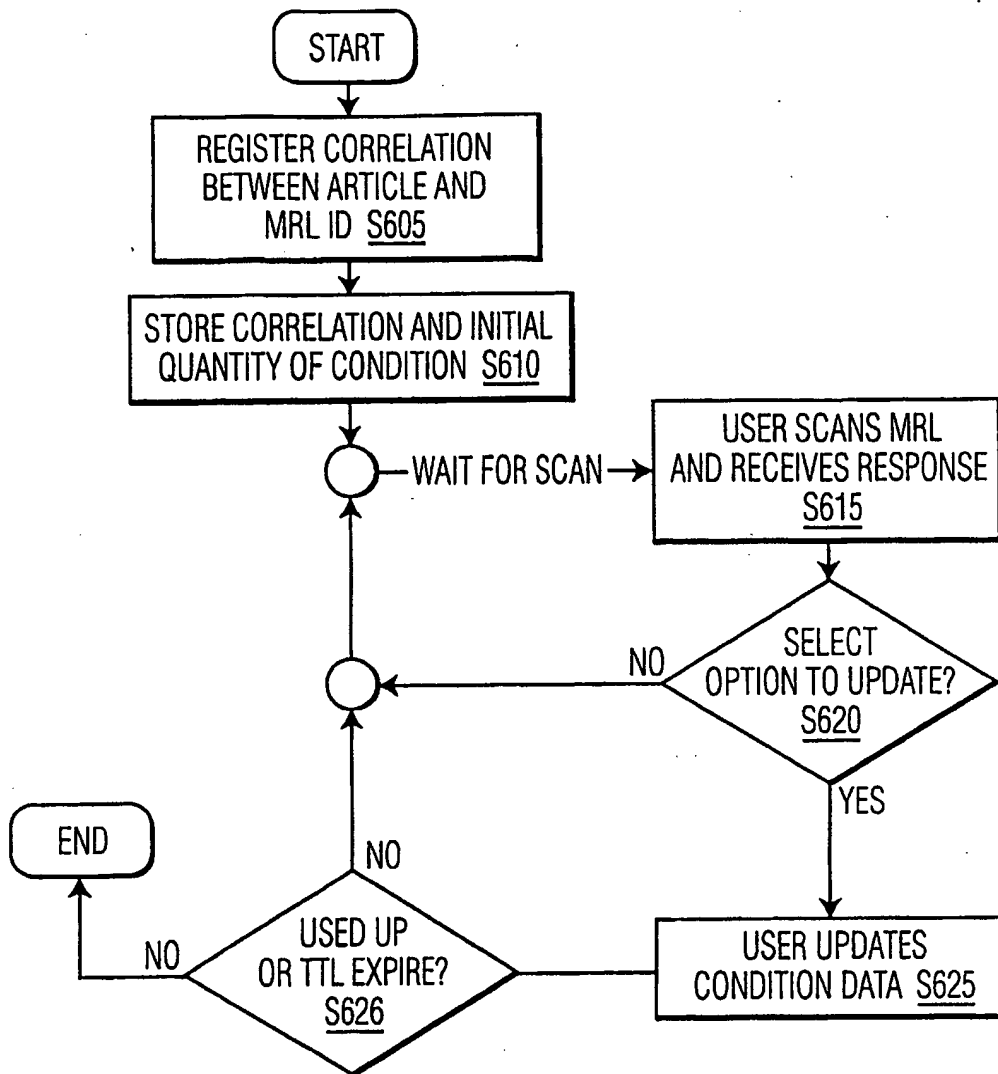 START
REGISTER CORRELATION
BETWEEN ARTICLE AND
MRL ID S605
STORE CORRELATION AND INITIAL
QUANTITY OF CONDITION S610
WAIT FOR SCAN
USER SCANS MRL
AND RECEIVES RESPONSE
S615
SELECT
OPTION TO UPDATE?
S620
NO
YES
END
NO
NO
USED UP
OR TTL EXPIRE?
S626
USER UPDATES
CONDITION DATA S625